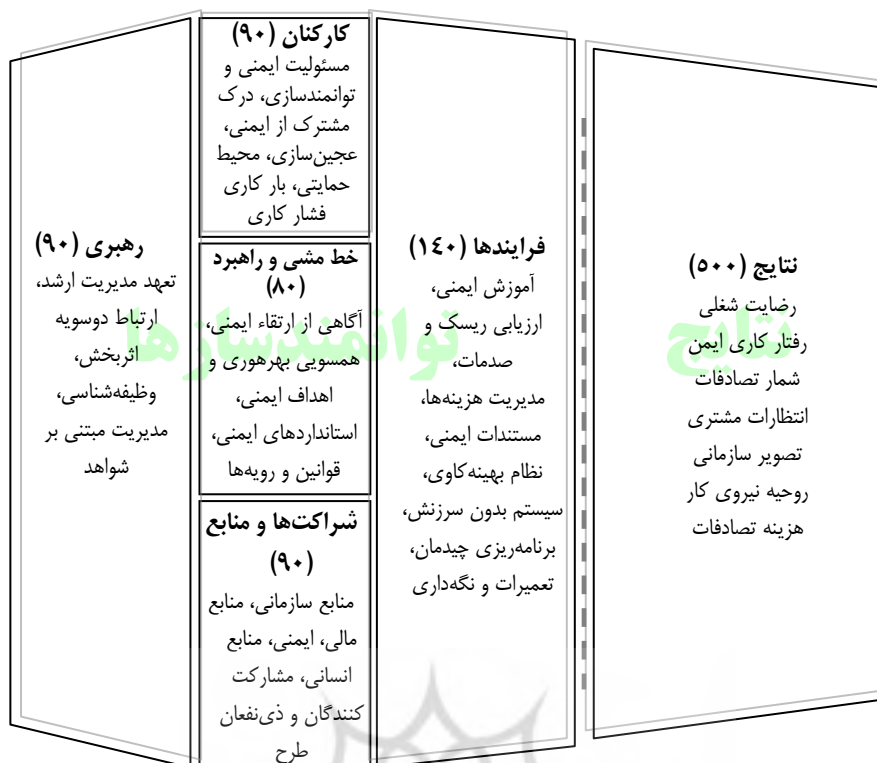 رهبری (۹۰)
تعهد مدیریت ارشد،
ارتباط دوسویه
اثربخش،
وظیفه‌شناسی،
مدیریت مبتنی بر
شواهد
کارکنان (۹۰)
مسئولیت ایمنی و
توانمندسازی، درک
مشترک از ایمنی،
عجین‌سازی، محیط
حمایتی، بار کاری
فشار کاری
خط مشی و راهبرد
(۸۰)
آگاهی از ارتقاء ایمنی،
همسویی بهره‌وری و
اهداف ایمنی،
استانداردهای ایمنی،
قوانین و رویه‌ها
شراکت‌ها و منابع
(۹۰)
منابع سازمانی، منابع
مالی، ایمنی، منابع
انسانی، مشارکت
کنندگان و ذی‌نفعان
طرح
فرایندها (۱٤۰)
آموزش ایمنی،
ارزیابی ریسک و
صدمات،
مدیریت هزینه‌ها،
مستندات ایمنی،
نظام بهینه‌کاوی،
سیستم بدون سرزنش،
برنامه‌ریزی چیدمان،
تعمیرات و نگه‌داری
نتایج (۵۰۰)
رضایت شغلی
رفتار کاری ایمن
شمار تصادفات
انتظارات مشتری
تصویر سازمانی
روحیه نیروی کار
هزینه تصادفات
توانمندسازها
نتایج